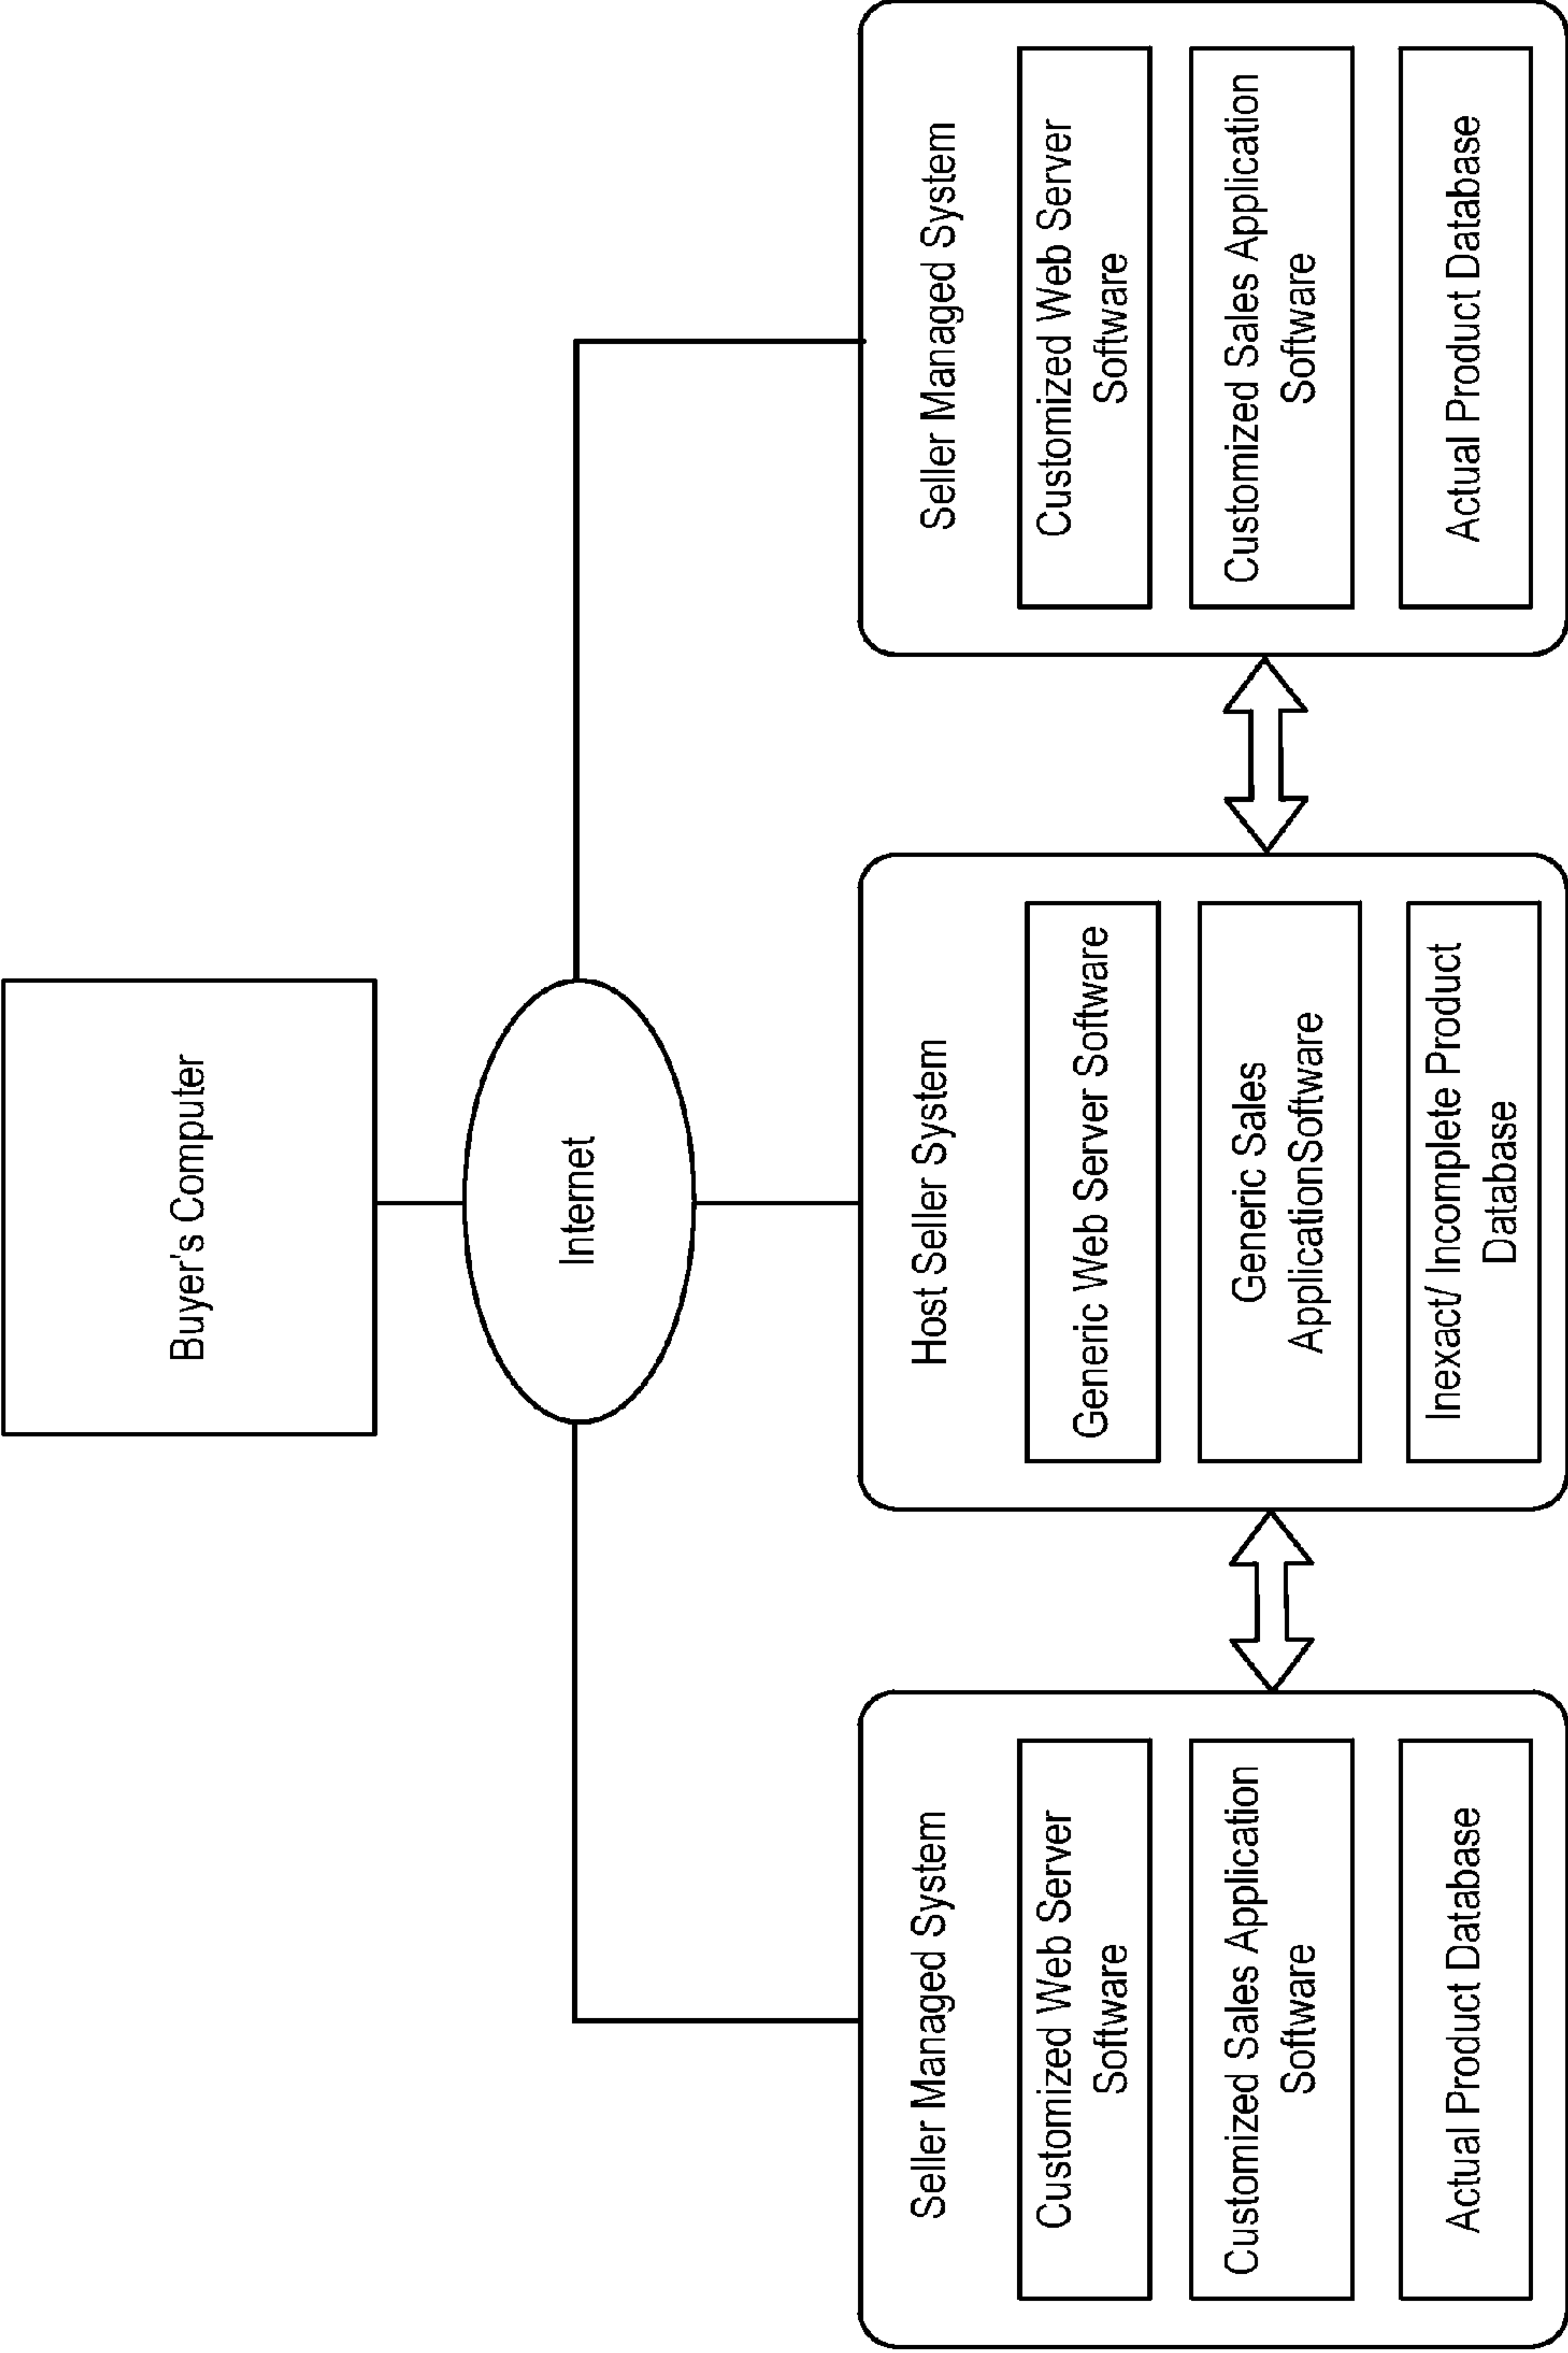 Buyer's Computer
Internet
Seller Managed System
Customized Web Server
Software
Customized Sales Application
Software
Actual Product Database
Host Seller System
Generic Web Server Software
Generic Sales
ApplicationSoftware
Inexact/ Incomplete Product
Database
Seller Managed System
Customized Web Server
Software
Customized Sales Application
Software
Actual Product Database